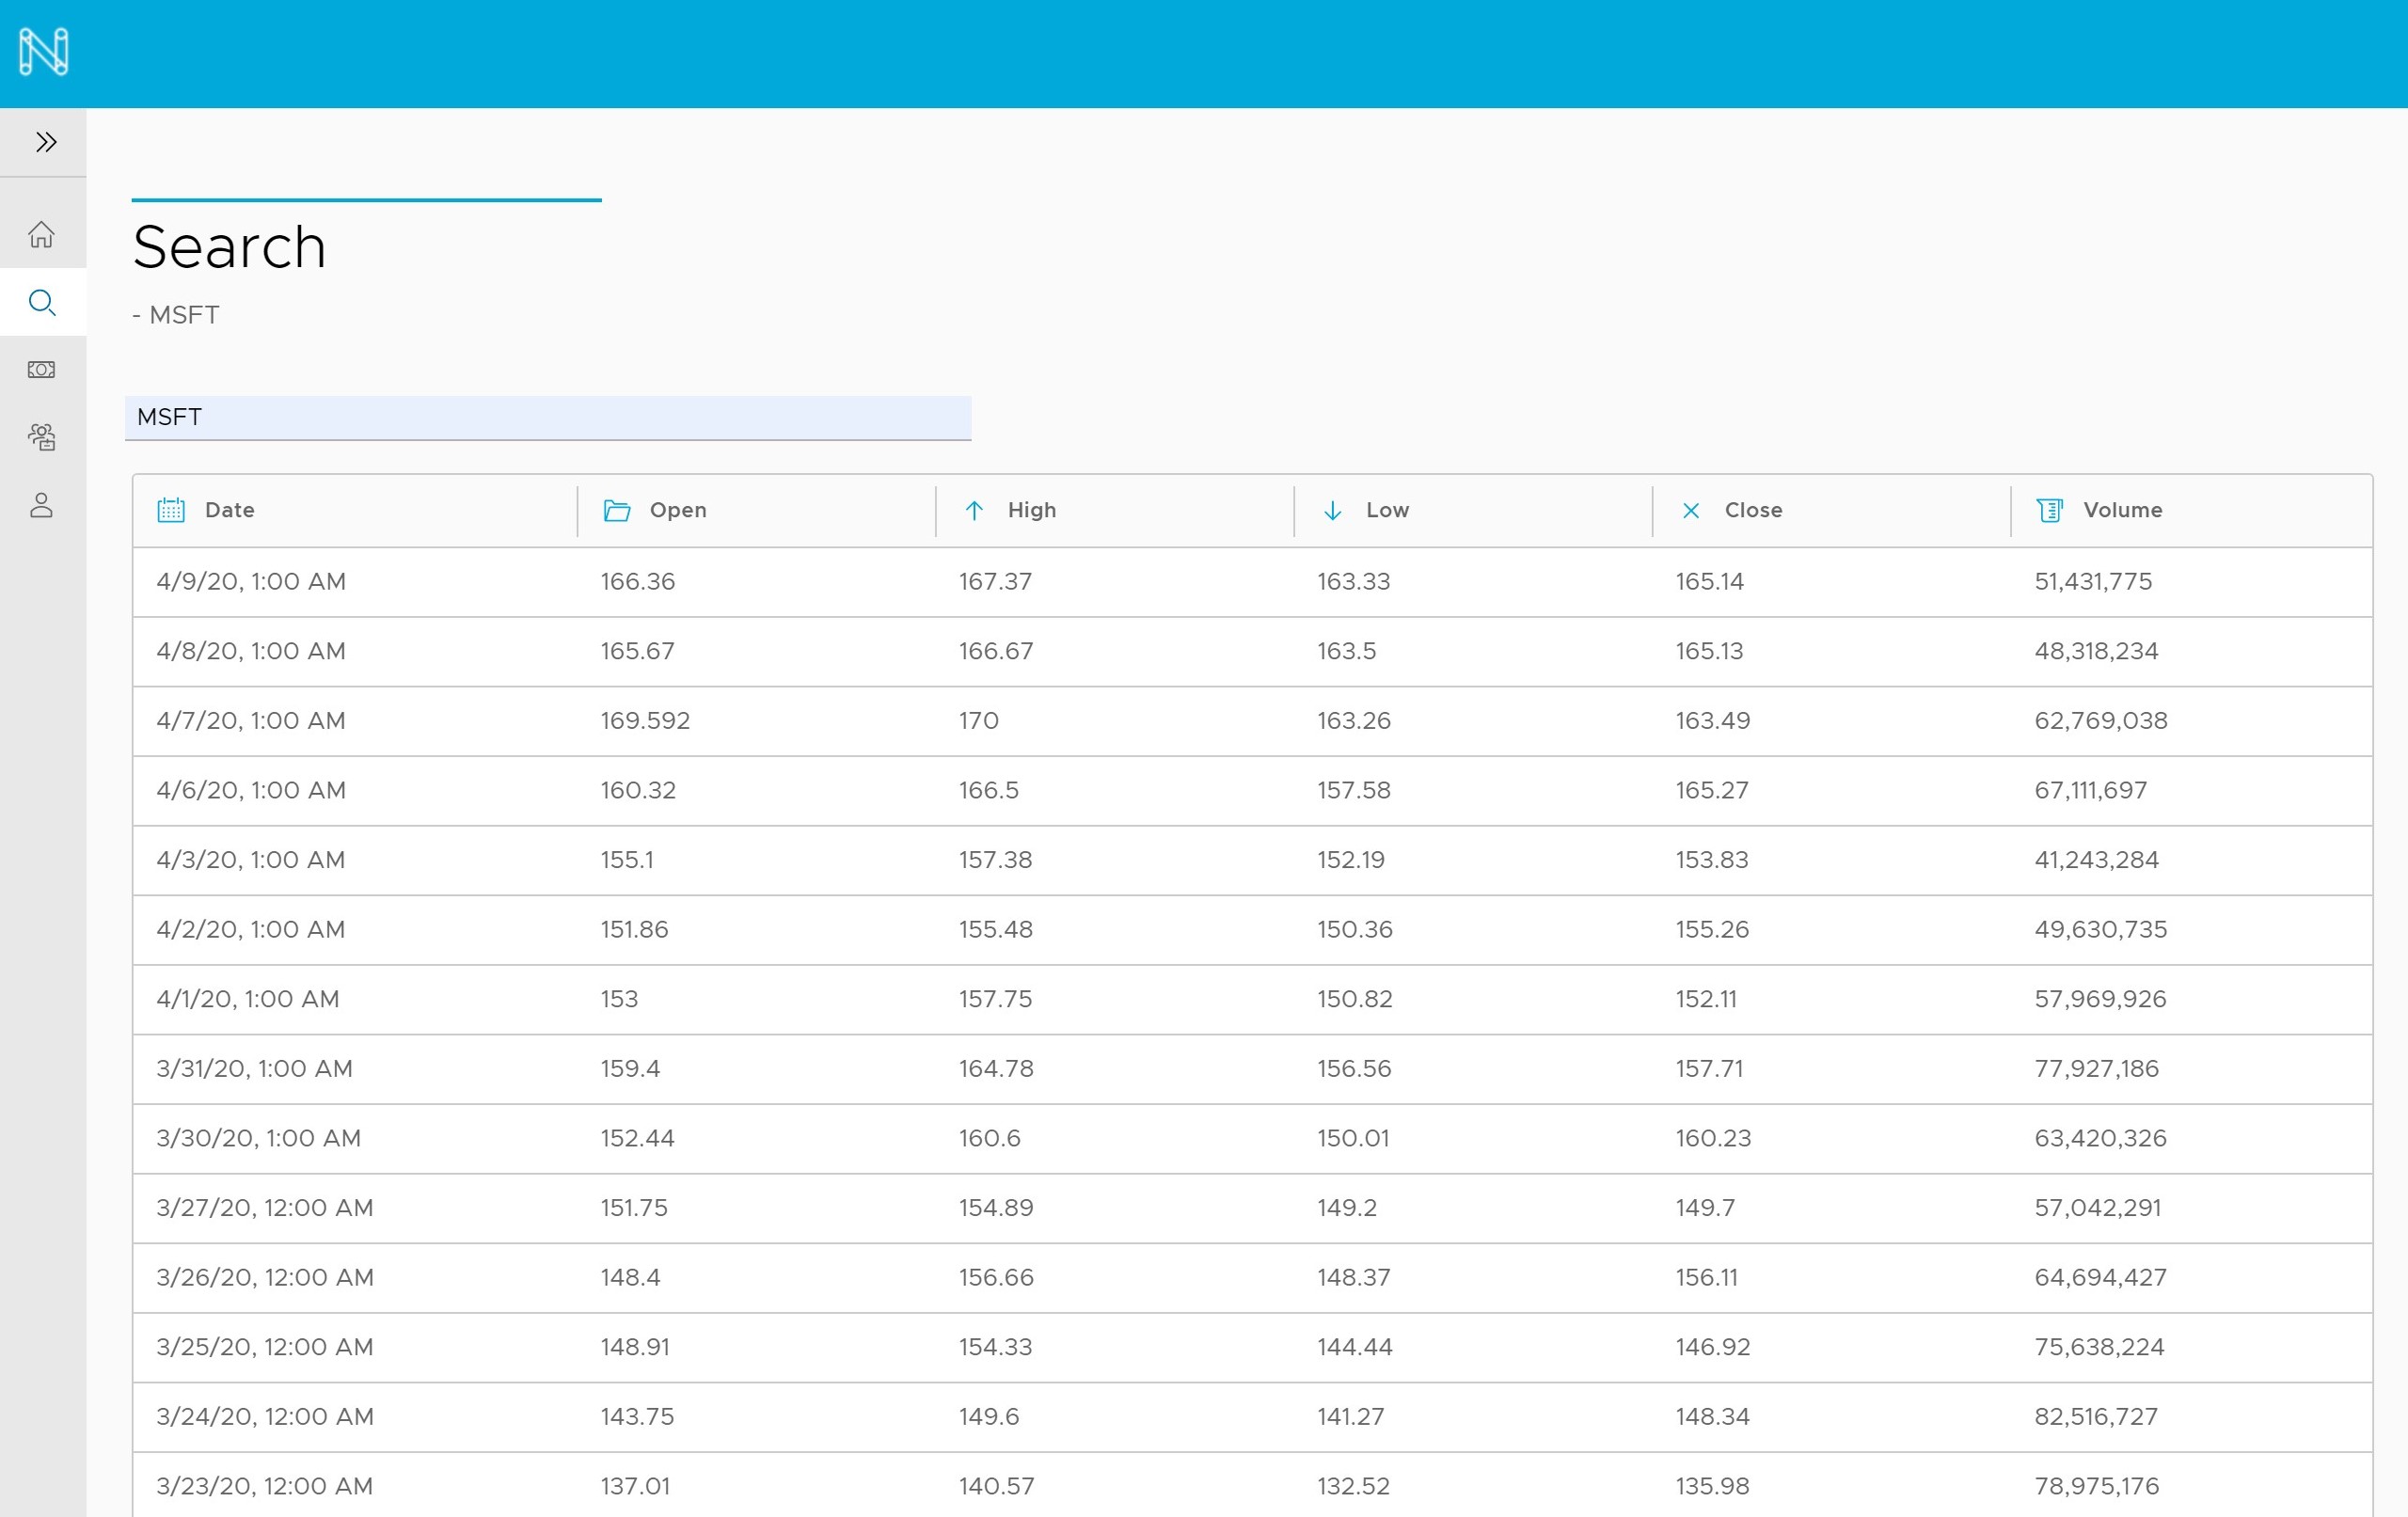 N
Search
- MSFT
MSFT
Date Open High Low Close Volume
4/9/20, 1:00 AM 166.36 167.37 163.33 165.14 51,431,775
4/8/20, 1:00 AM 165.67 166.67 163.5 165.13 48,318,234
4/7/20, 1:00 AM 169.592 170 163.26 163.49 62,769,038
4/6/20, 1:00 AM 160.32 166.5 157.58 165.27 67,111,697
4/3/20, 1:00 AM 155.1 157.38 152.19 153.83 41,243,284
4/2/20, 1:00 AM 151.86 155.48 150.36 155.26 49,630,735
4/1/20, 1:00 AM 153 157.75 150.82 152.11 57,969,926
3/31/20, 1:00 AM 159.4 164.78 156.56 157.71 77,927,186
3/30/20, 1:00 AM 152.44 160.6 150.01 160.23 63,420,326
3/27/20, 12:00 AM 151.75 154.89 149.2 149.7 57,042,291
3/26/20, 12:00 AM 148.4 156.66 148.37 156.11 64,694,427
3/25/20, 12:00 AM 148.91 154.33 144.44 146.92 75,638,224
3/24/20, 12:00 AM 143.75 149.6 141.27 148.34 82,516,727
3/23/20, 12:00 AM 137.01 140.57 132.52 135.98 78,975,176